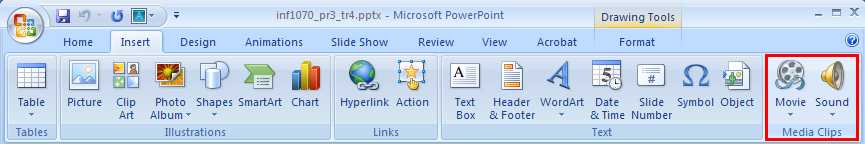 inf1070_pr3_tr4.pptx - Microsoft PowerPoint
Drawing Tools
Home Insert Design Animations Slide Show Review View Acrobat Format
Table
Picture
Clip
Art
Photo
Album
Shapes
SmartArt
Chart
Hyperlink
Action
Text
Box
Header
& Footer
WordArt
Date
& Time
Slide
Number
Symbol
Object
Movie
Sound
Tables
Illustrations
Links
Text
Media Clips